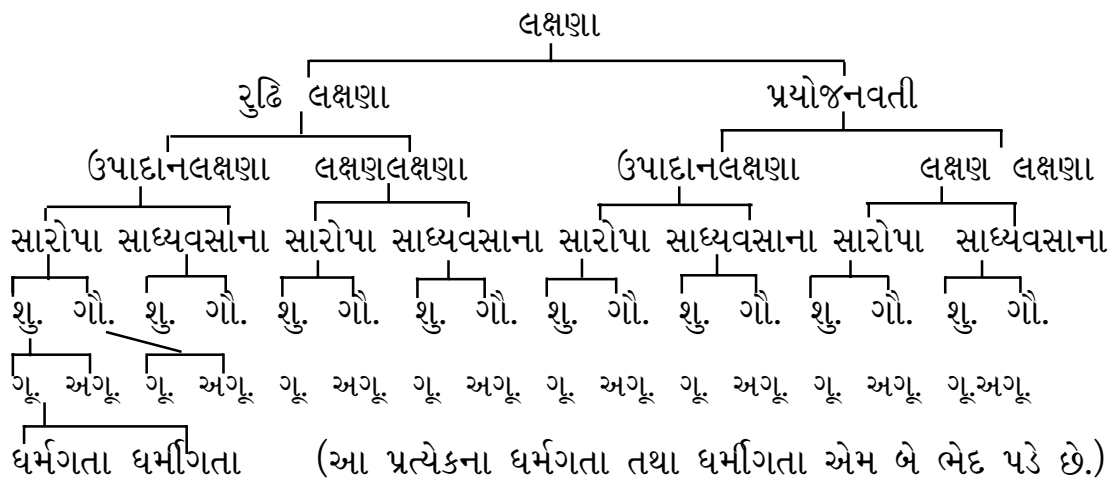 લક્ષણા
રુઢિ લક્ષણા પ્રયોજનવતી
ઉપાદાનલક્ષણા લક્ષણલક્ષણા ઉપાદાનલક્ષણા લક્ષણ લક્ષણા
સારોપા સાધ્યવસાના સારોપા સાધ્યવસાના સારોપા સાધ્યવસાના સારોપા સાધ્યવસાના
શુ. ગૌ. શુ. ગૌ. શુ. ગૌ. શુ. ગૌ. શુ. ગૌ. શુ. ગૌ. શુ. ગૌ. શુ. ગૌ.
ગૂ. અગૂ. ગૂ. અગૂ. ગૂ. અગૂ. ગૂ. અગૂ. ગૂ. અગૂ. ગૂ. અગૂ. ગૂ. અગૂ. ગૂ.અગૂ.
ધર્મગતા ધર્મીગતા (આ પ્રત્યેકના ધર્મગતા તથા ધર્મીગતા એમ બે ભેદ પડે છે.)